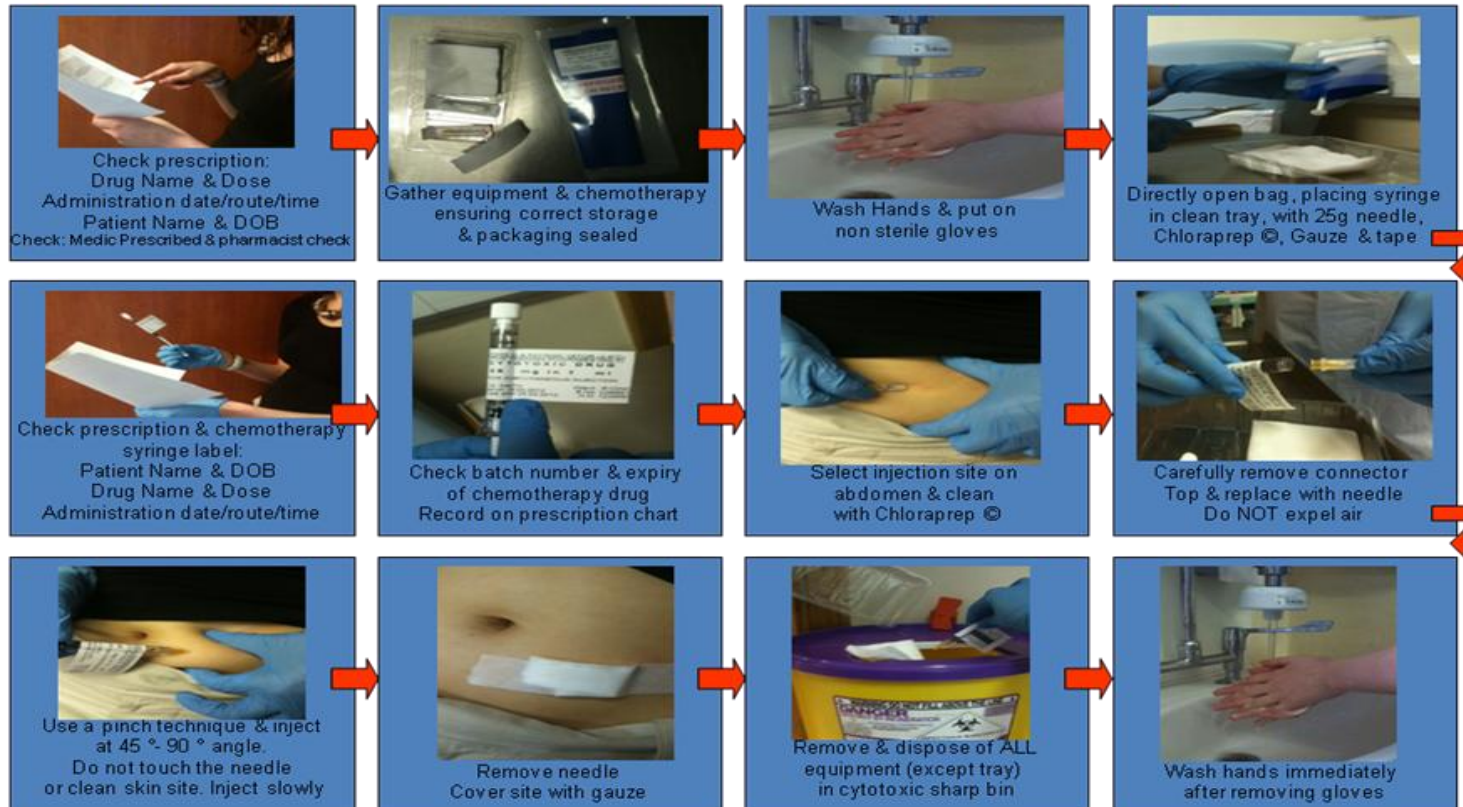 Check prescription:
Drug Name & Dose
Administration date/route/time
Patient Name & DOB
Check: Medic Prescribed & pharmacist check
Gather equipment & chemotherapy
ensuring correct storage
& packaging sealed
Wash Hands & put on
non sterile gloves
Directly open bag, placing syringe
in clean tray, with 25g needle,
Chloraprep ©, Gauze & tape
Check prescription & chemotherapy
syringe label:
Patient Name & DOB
Drug Name & Dose
Administration date/route/time
CYTOTOXIC DRUG
mg in
ml
Check batch number & expiry
of chemotherapy drug
Record on prescription chart
Select injection site on
abdomen & clean
with Chloraprep ©
Carefully remove connector
Top & replace with needle
Do NOT expel air
Use a pinch technique & inject
at 45 °- 90 ° angle.
Do not touch the needle
or clean skin site. Inject slowly
Remove needle
Cover site with gauze
DANGER
Remove & dispose of ALL
equipment (except tray)
in cytotoxic sharp bin
Wash hands immediately
after removing gloves